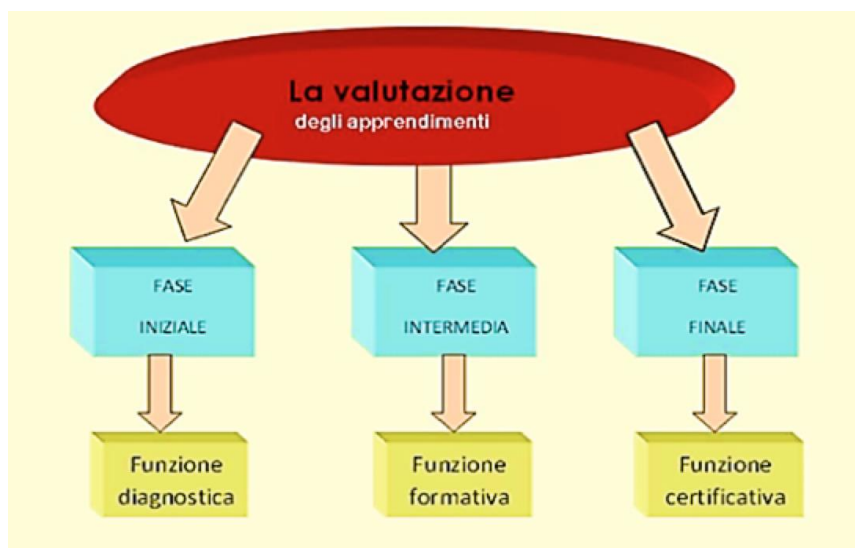 La valutazione
degli apprendimenti
FASE
INIZIALE
FASE
INTERMEDIA
FASE
FINALE
Funzione
diagnostica
Funzione
formativa
Funzione
certificativa